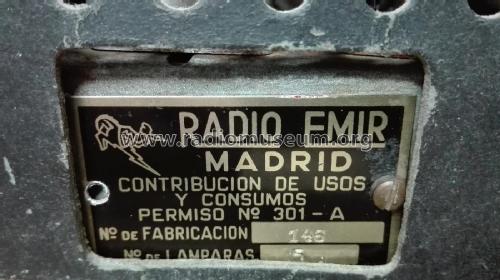 RADIO EMIR
MADRID
CONTRIBUCION DE USOS
Y CONSUMOS
PERMISO Nº 301 - A
Nº DE FABRICACION 146
Nº DE LAMPARAS 5
www.radiomuseum.org